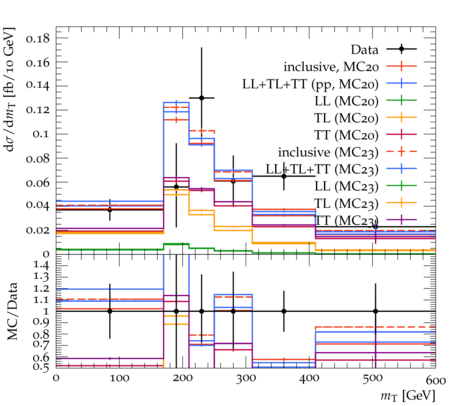 dσ/dm_T [fb/10 GeV]
0.18
0.16
0.14
0.12
0.1
0.08
0.06
0.04
0.02
0
Data
inclusive, MC20
LL+TL+TT (pp, MC20)
LL (MC20)
TL (MC20)
TT (MC20)
inclusive (MC23)
LL+TL+TT (MC23)
LL (MC23)
TL (MC23)
TT (MC23)
MC/Data
1.4
1.3
1.2
1.1
1
0.9
0.8
0.7
0.6
0.5
0 100 200 300 400 500 600
m_T [GeV]